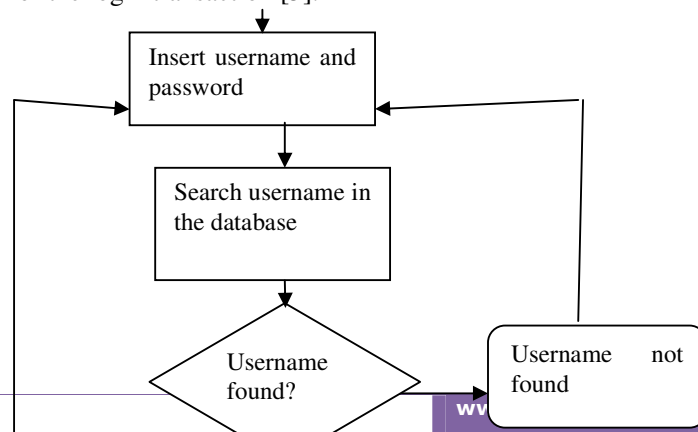 Insert username and
password
Search username in
the database
Username
found?
Username not
found